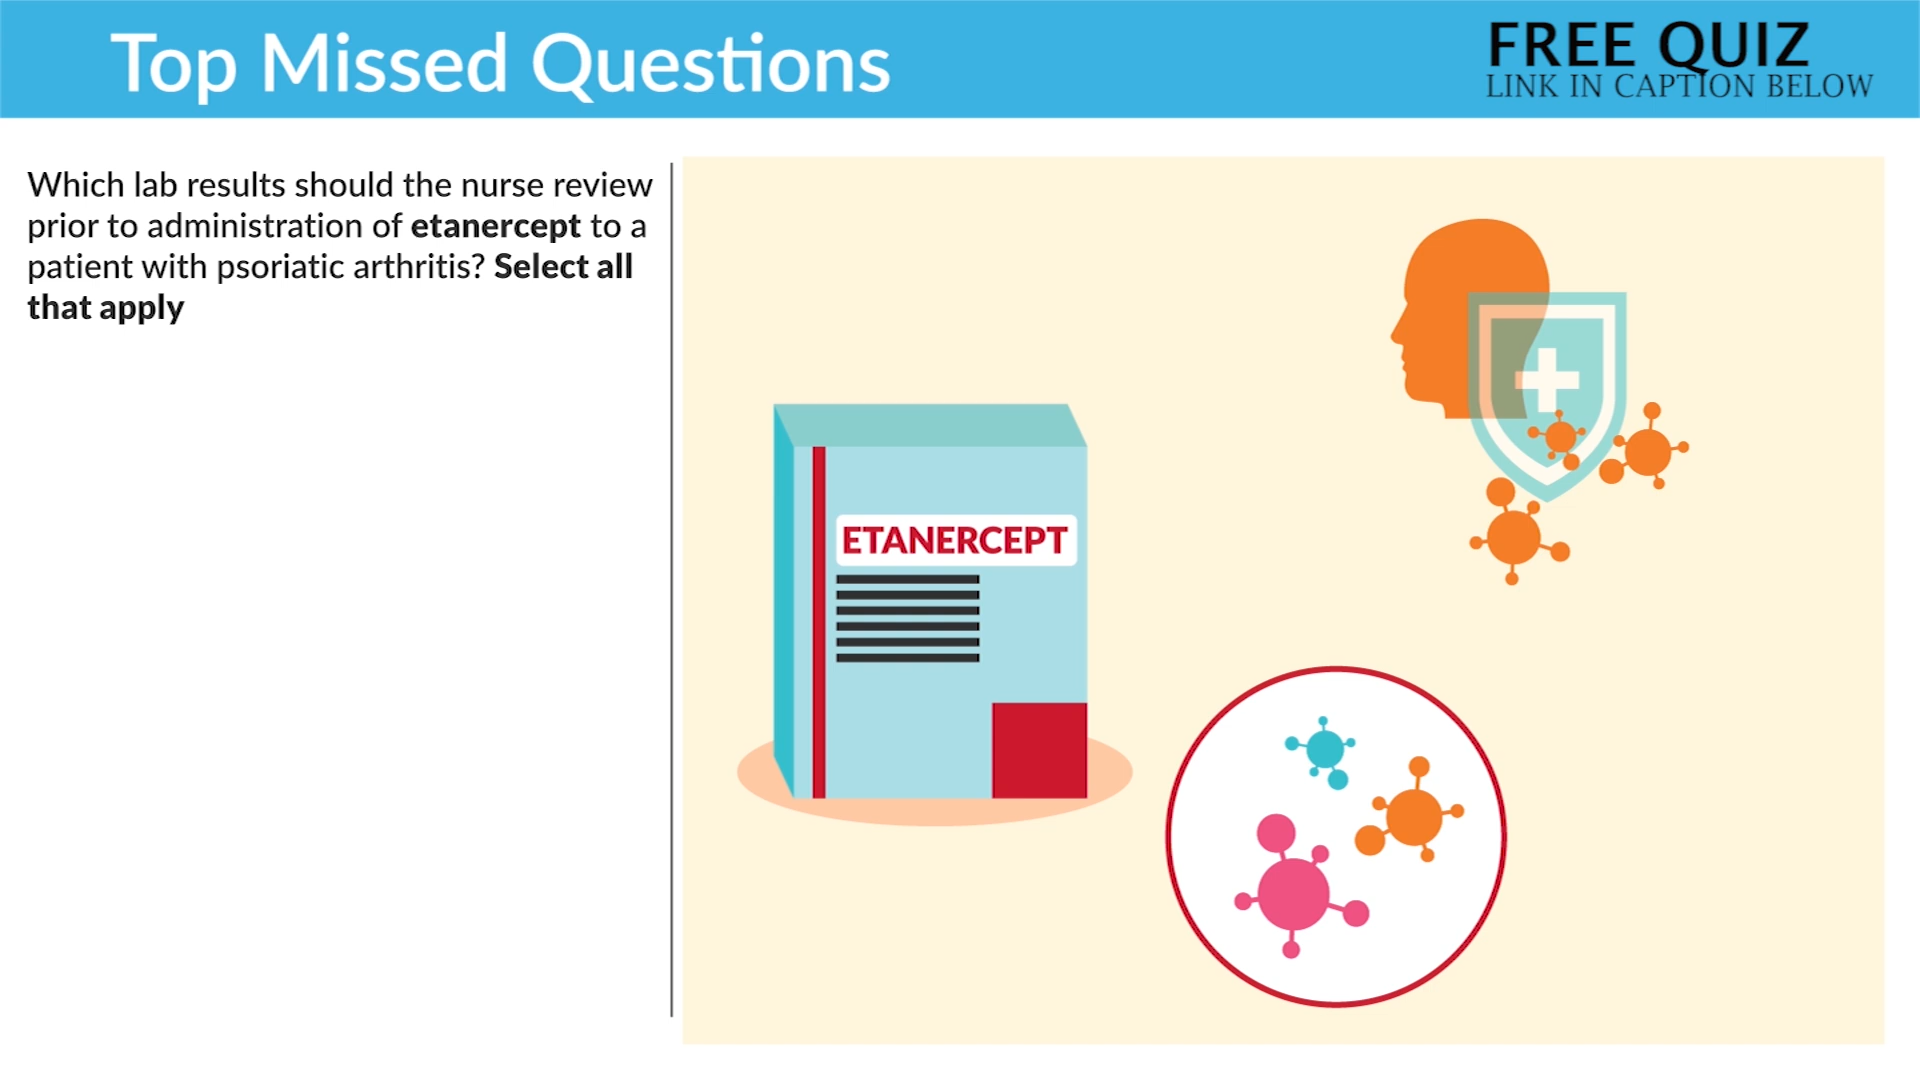 Top Missed Questions
FREE QUIZ
LINK IN CAPTION BELOW
Which lab results should the nurse review
prior to administration of etanercept to a
patient with psoriatic arthritis? Select all
that apply
ETANERCEPT